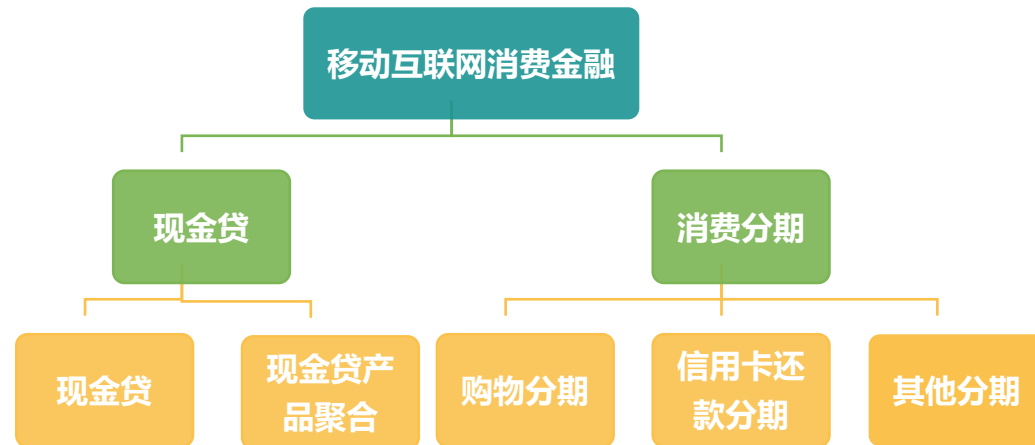 移动互联网消费金融
现金贷
消费分期
现金贷
现金贷产
品聚合
购物分期
信用卡还
款分期
其他分期